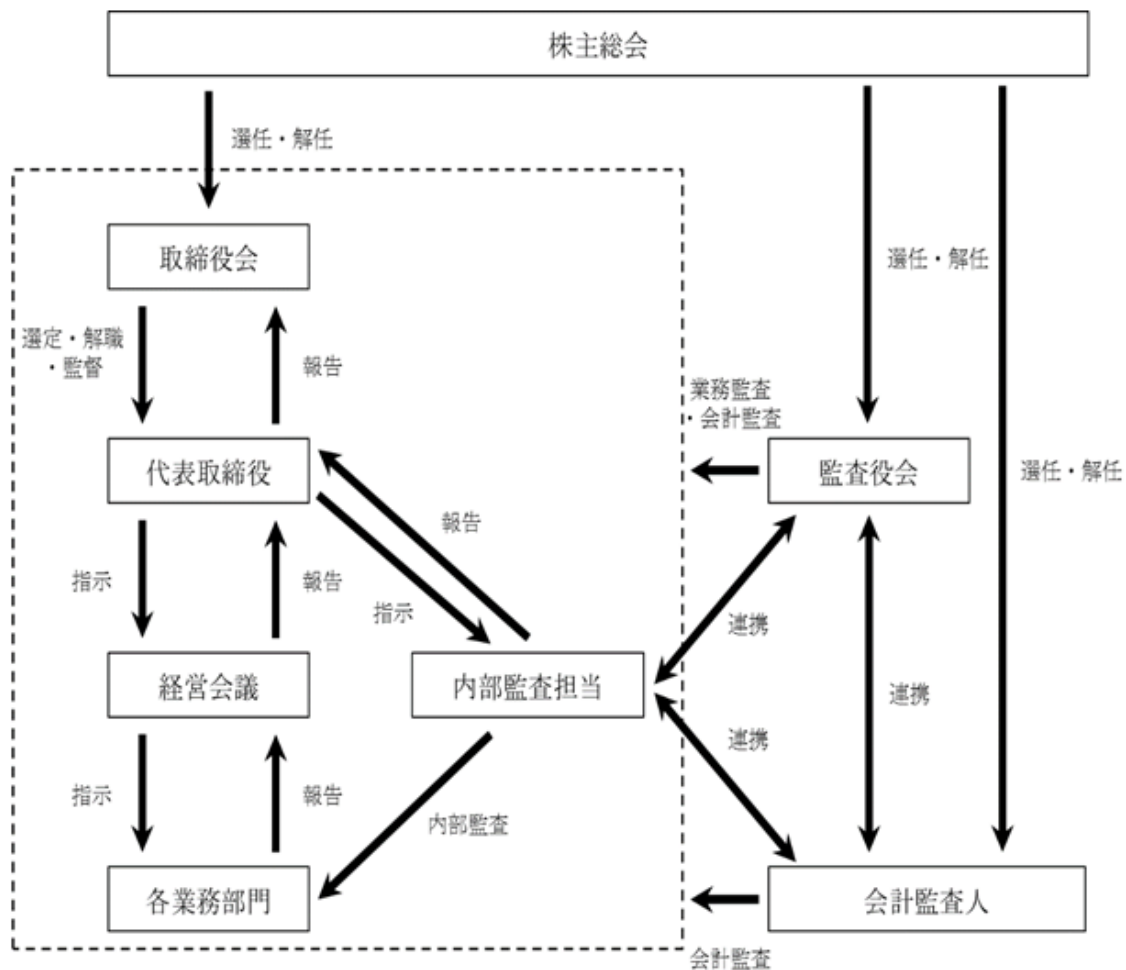 株主総会
選任・解任
取締役会
選任・解任
選定・解職
・監督
報告
業務監査
・会計監査
代表取締役
監査役会
選任・解任
報告
指示
報告
指示
連携
経営会議
内部監査担当
連携
連携
指示
報告
内部監査
各業務部門
会計監査人
会計監査